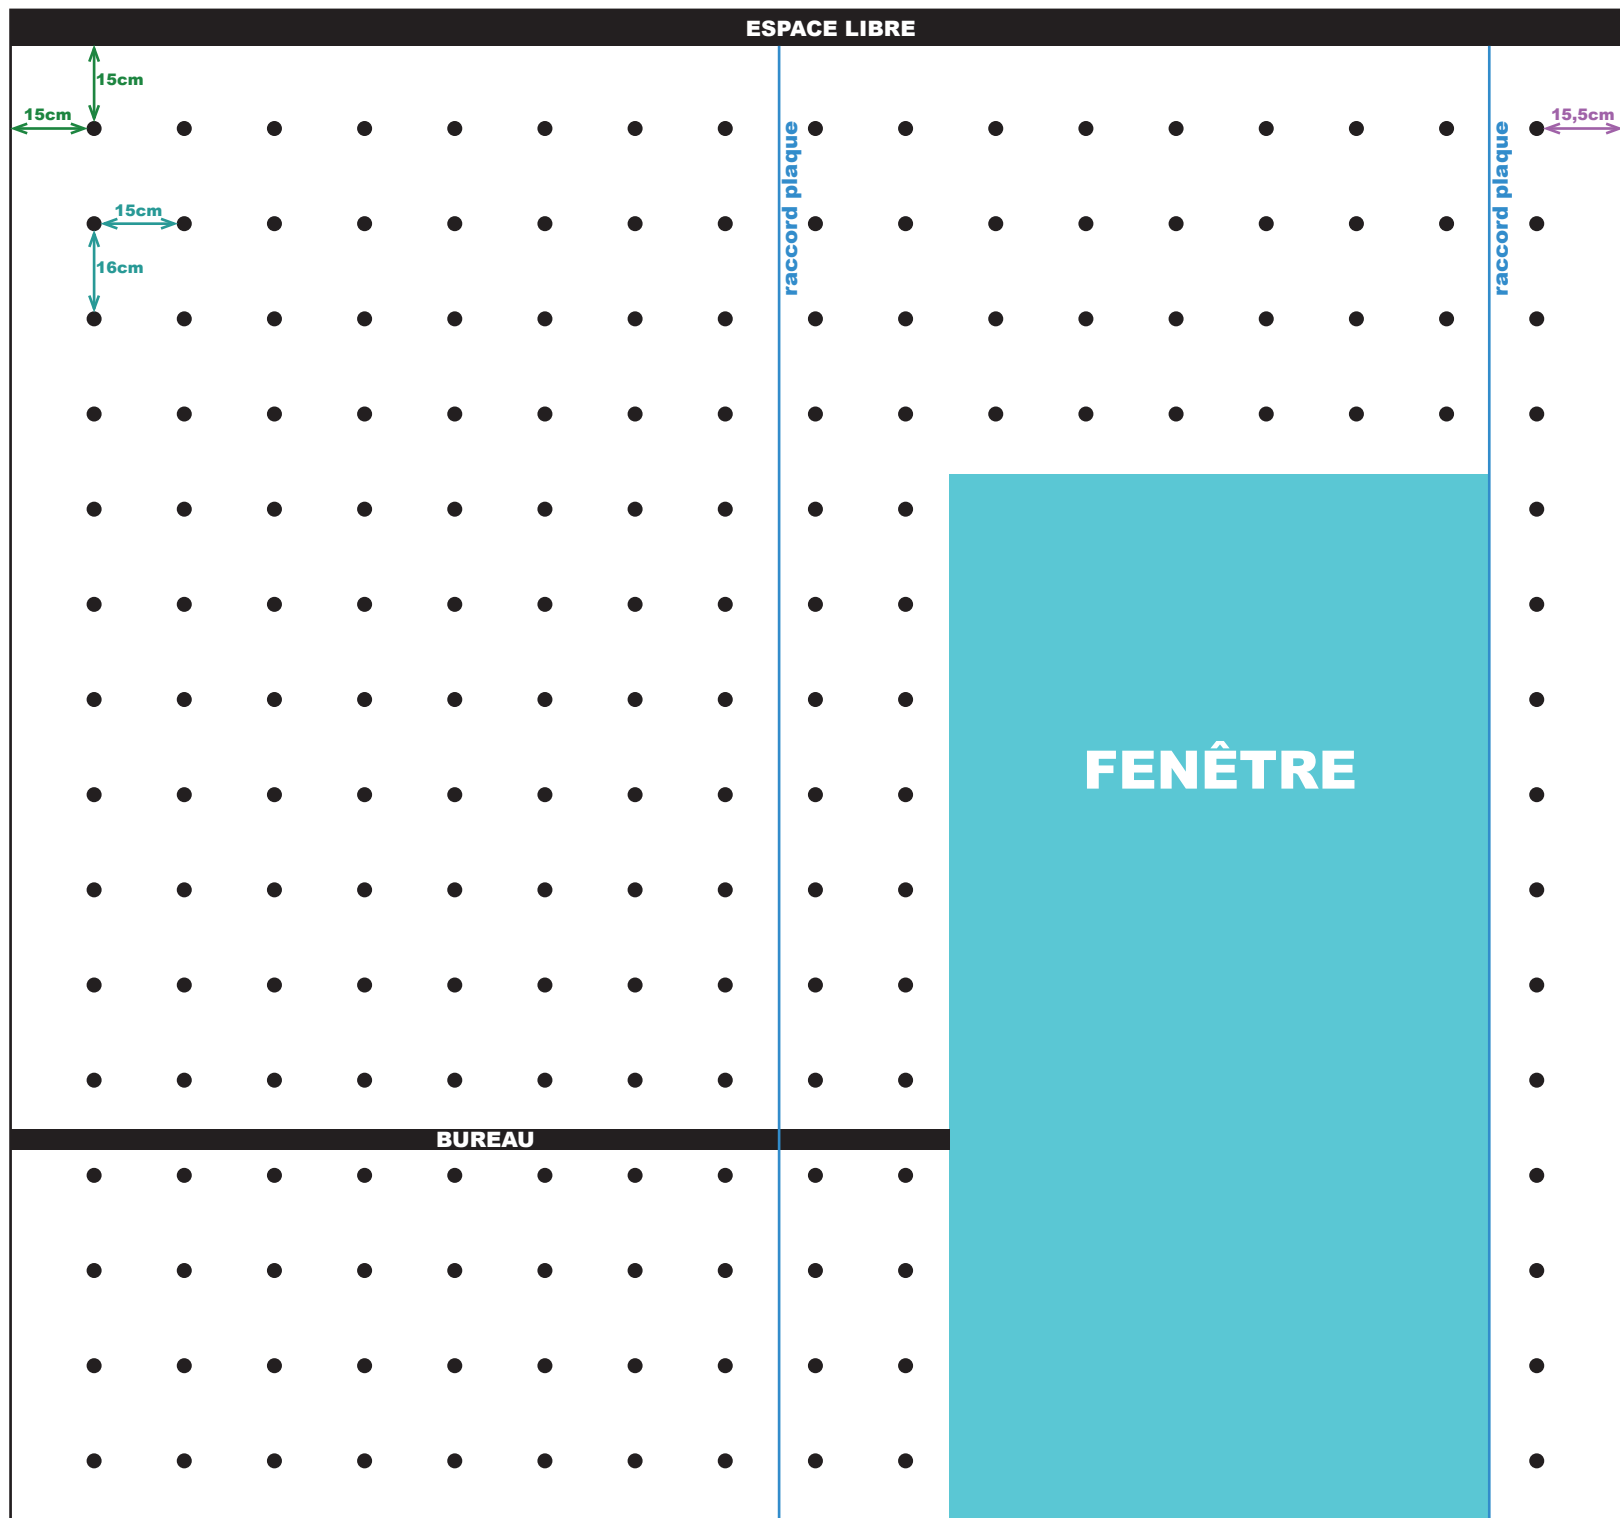 ESPACE LIBRE
15cm
15cm
15,5cm
raccord plaque
raccord plaque
15cm
16cm
FENÊTRE
BUREAU